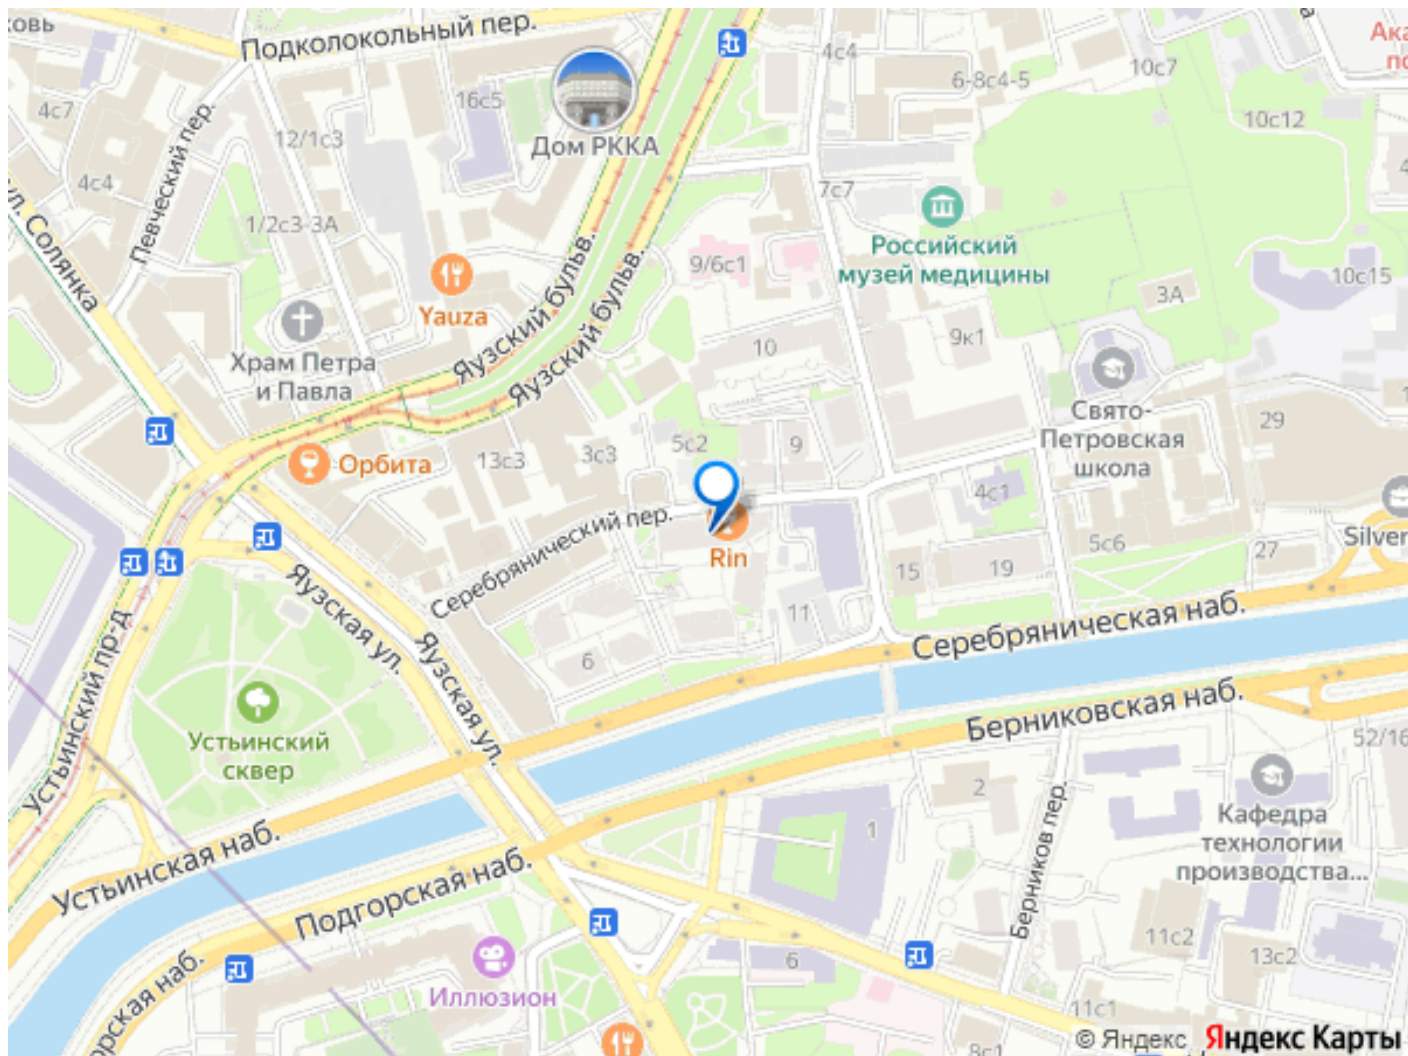 Подколокольный пер.
4с4
Ака
10с7
6-8с4-5
16с5
4с7
10с12
12/1с3
Дом РККА
Певческий пер.
4с4
7с7
ул. Солянка
1/2с3-3А
Российский
музей медицины
9/6с1
10с15
3А
Yauza
Яузский бульв.
Яузский бульв.
9к1
10
Храм Петра
и Павла
Свято-
Петровская
школа
29
5с2
9
3с3
13с3
Орбита
4с1
Серебрянический пер.
Silver
5с6
27
Rin
15
19
Яузская ул.
Яузская ул.
11
Серебряническая наб.
6
Устьинский пр-д
Берниковская наб.
Устьинский
сквер
52/16
2
Берников пер.
Кафедра
технологии
производства...
1
Устьинская наб.
Подгорская наб.
11с2
13с2
6
Иллюзион
11с1
8с1
© Яндекс Яндекс Карты